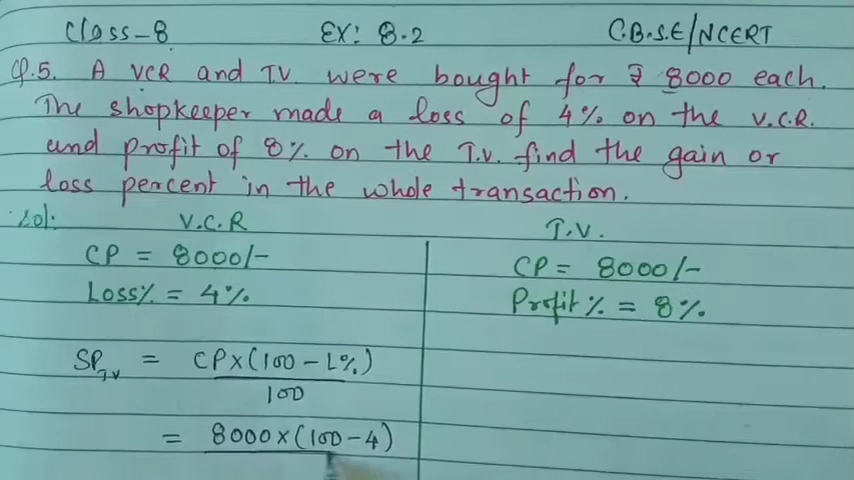 Class-8 EX: 8.2 C.B.S.E/NCERT
Q.5. A VCR and T.V. were bought for ₹ 8000 each.
The shopkeeper made a loss of 4% on the V.C.R.
and profit of 8% on the T.V. find the gain or
loss percent in the whole transaction.
Sol: V.C.R T.V.
CP = 8000/- CP = 8000/-
Loss% = 4% Profit% = 8%
SP TV = CP×(100-L%)
100
= 8000×(100-4)